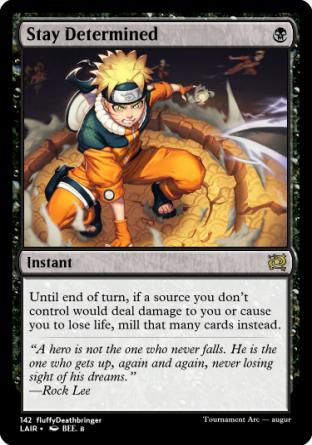 Stay Determined
Instant
Until end of turn, if a source you don't
control would deal damage to you or cause
you to lose life, mill that many cards instead.
“A hero is not the one who never falls. He is the
one who gets up, again and again, never losing
sight of his dreams.”
—Rock Lee
142 fluffyDeathbringer
Tournament Arc — augur
LAIR • BEE. 8